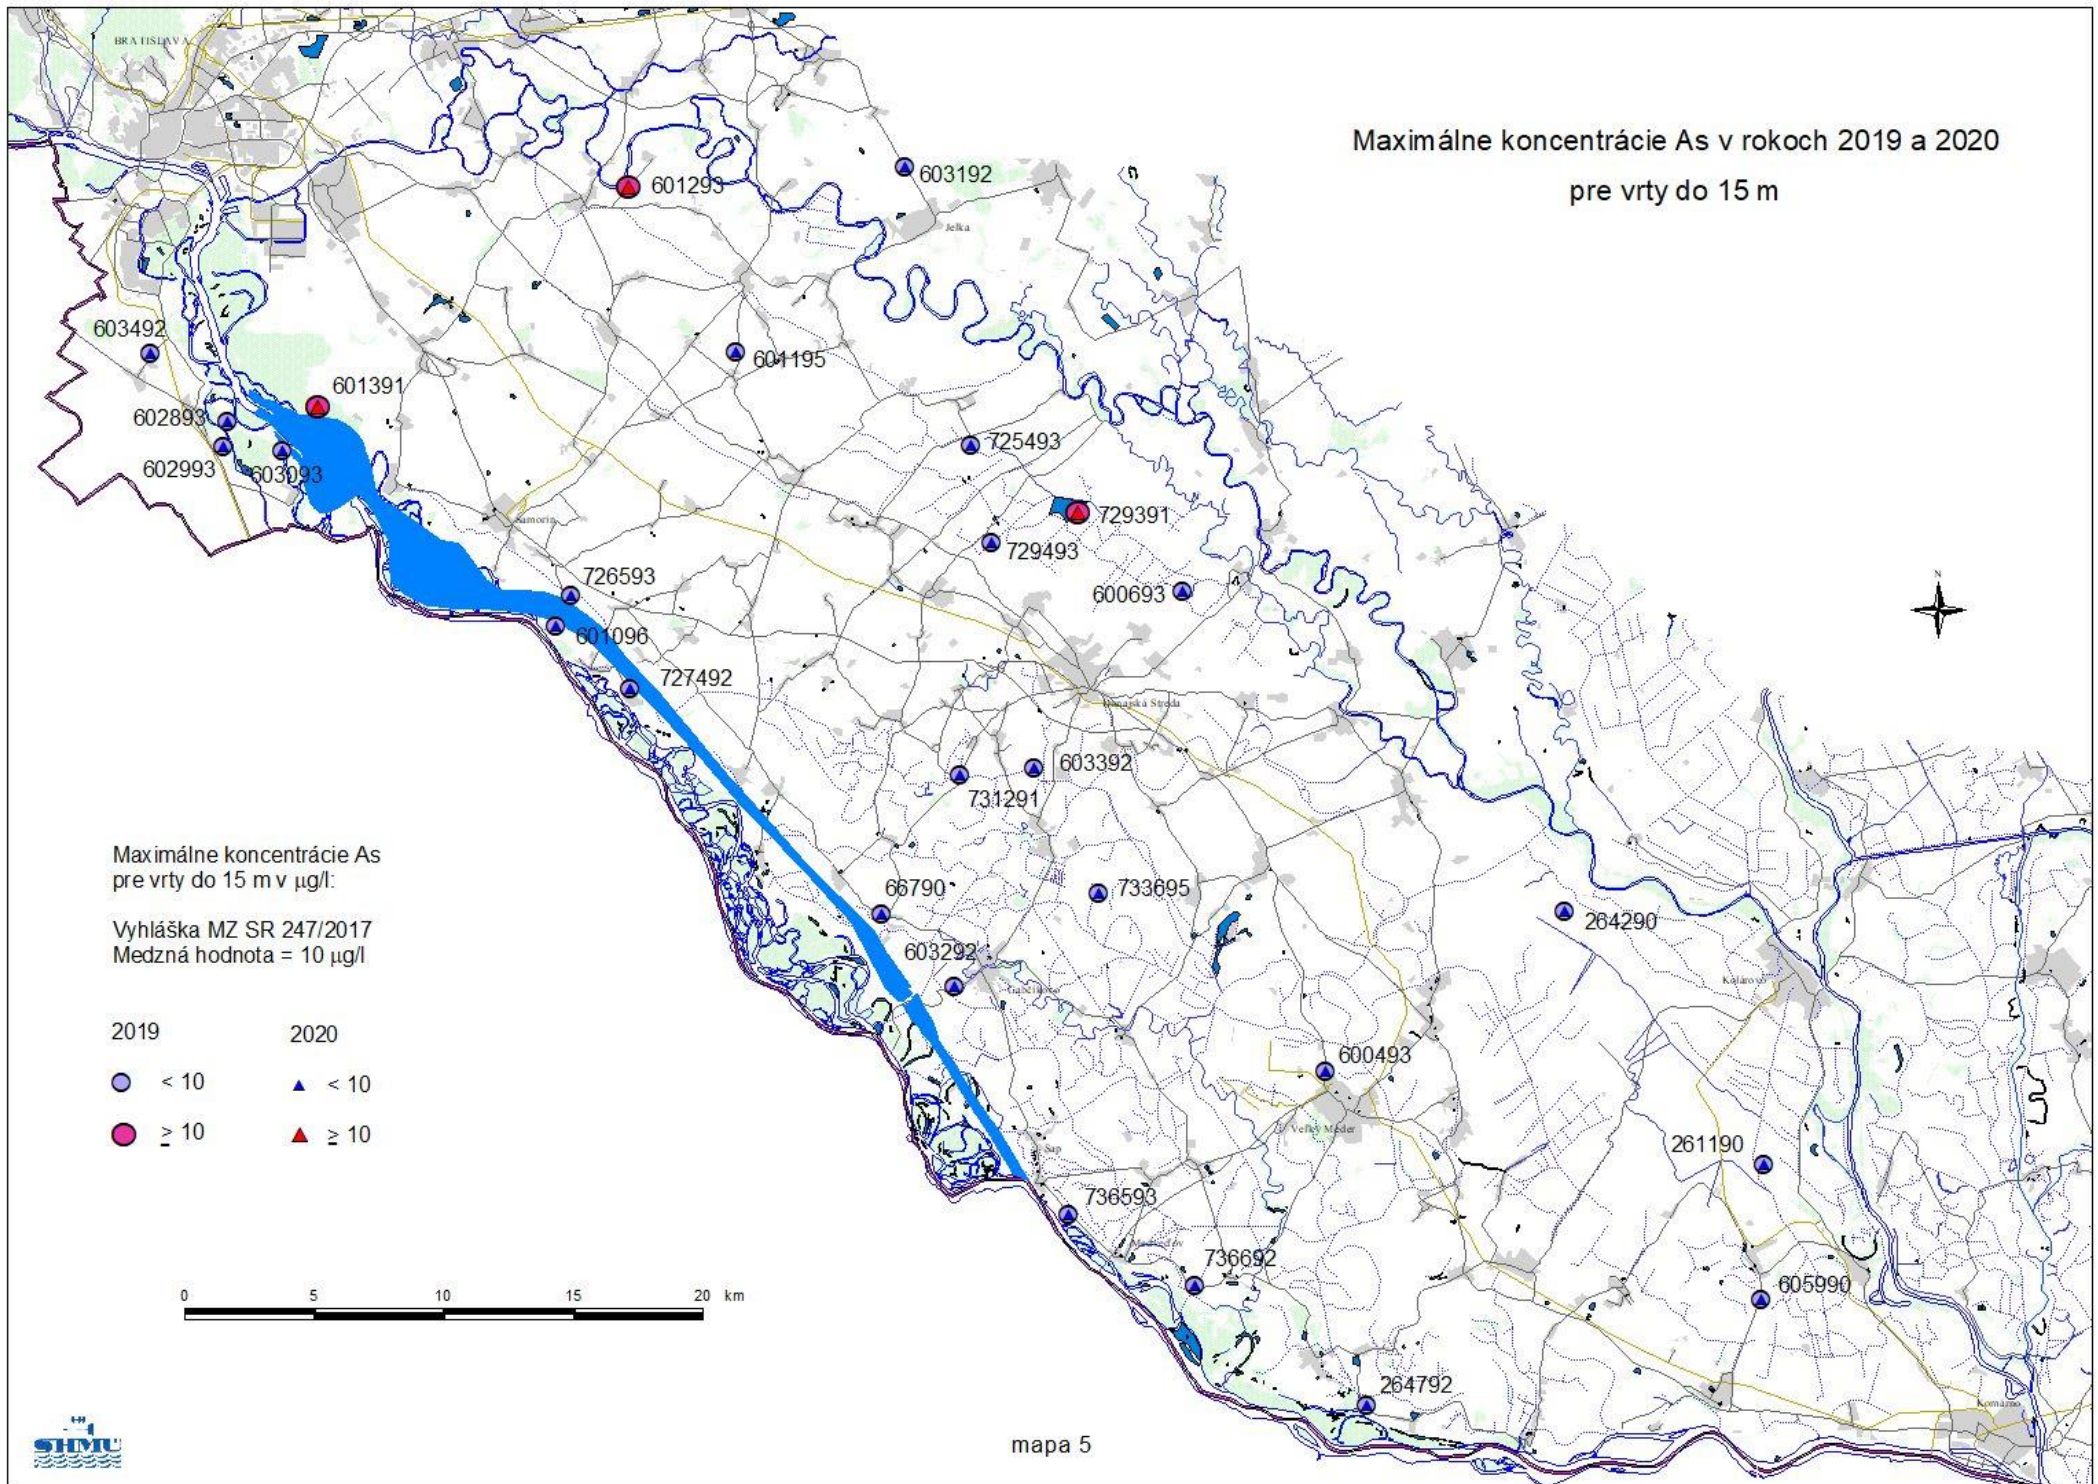 BRATISLAVA
Maximálne koncentrácie As v rokoch 2019 a 2020
pre vrty do 15 m
603192
601293
Jelka
603492
601195
601391
602893
602993
603093
725493
Šamorín
729391
729493
N
726593
600693
601096
727492
Dunajská Streda
603392
731291
Maximálne koncentrácie As
pre vrty do 15 m v µg/l:
66790
733695
264290
Vyhláška MZ SR 247/2017
Medzná hodnota = 10 µg/l
603292
Gabčíkovo
Kolárovo
2019 2020
< 10 < 10
≥ 10 ≥ 10
600493
Veľký Meder
261190
Sap
736593
Medveďov
736692
605990
0 5 10 15 20 km
264792
Komárno
SHMÚ
mapa 5